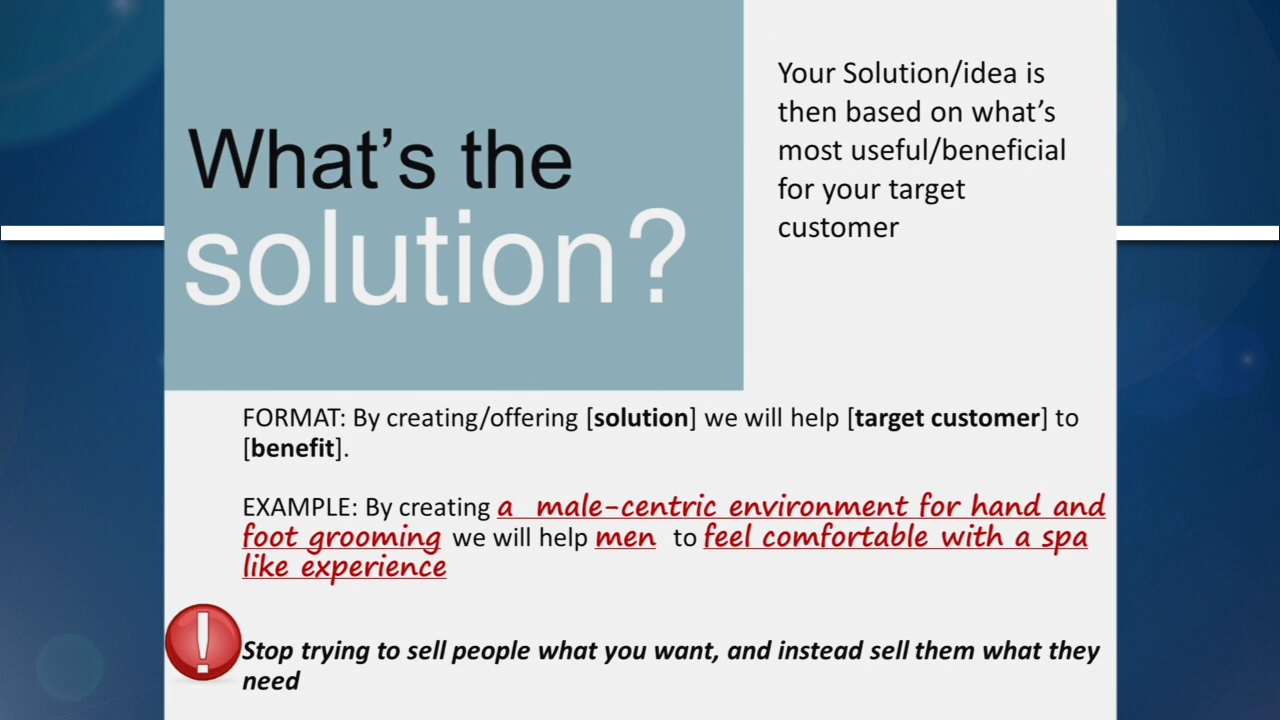 What's the
solution?
Your Solution/idea is
then based on what's
most useful/beneficial
for your target
customer
FORMAT: By creating/offering [solution] we will help [target customer] to
[benefit].
EXAMPLE: By creating a male-centric environment for hand and
foot grooming we will help men to feel comfortable with a spa
like experience
Stop trying to sell people what you want, and instead sell them what they
need